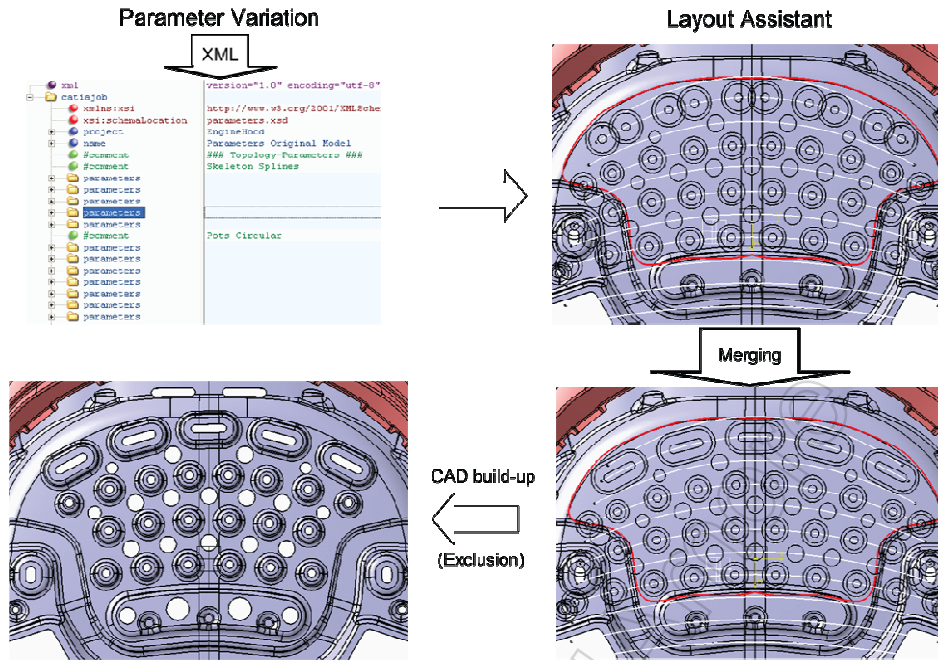 Parameter Variation
XML
xml version="1.0" encoding="utf-8"
catiajob
xmlns:xsi http://www.w3.org/2001/XMLSche
xsi:schemaLocation parameters.xsd
project EngineHood
name Parameters Original Model
#comment ### Topology-Parameters ###
#comment Skeleton Splines
parameters
parameters
parameters
parameters
parameters
#comment Pots Circular
parameters
parameters
parameters
parameters
parameters
parameters
parameters
Layout Assistant
Merging
CAD build-up
(Exclusion)